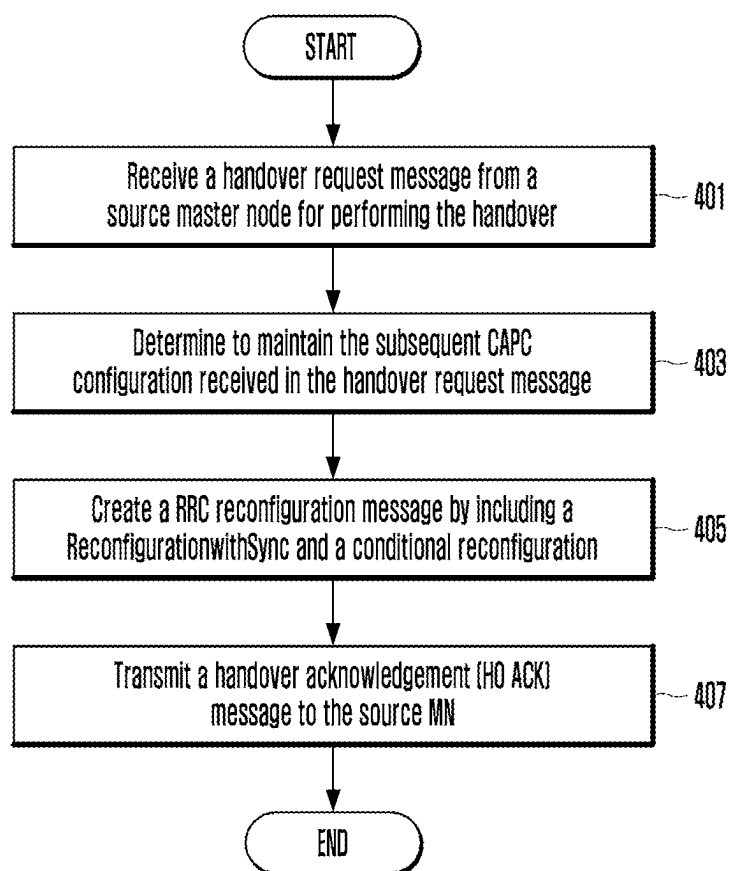 START
Receive a handover request message from a
source master node for performing the handover
401
Determine to maintain the subsequent CAPC
configuration received in the handover request message
403
Create a RRC reconfiguration message by including a
ReconfigurationwithSync and a conditional reconfiguration
405
Transmit a handover acknowledgement (HO ACK)
message to the source MN
407
END